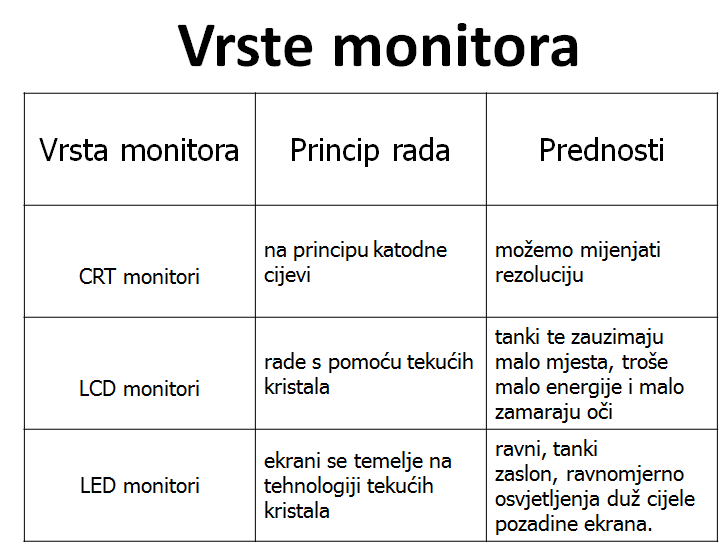 Vrste monitora
Vrsta monitora
Princip rada
Prednosti
CRT monitori
na principu katodne
cijevi
možemo mijenjati
rezoluciju
LCD monitori
rade s pomoću tekućih
kristala
tanki te zauzimaju
malo mjesta, troše
malo energije i malo
zamaraju oči
LED monitori
ekrani se temelje na
tehnologiji tekućih
kristala
ravni, tanki
zaslon, ravnomjerno
osvjetljenja duž cijele
pozadine ekrana.